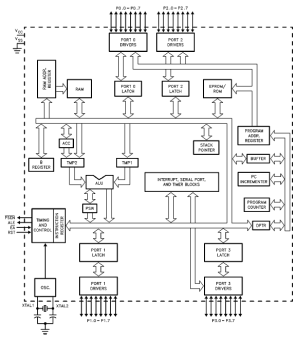 P0.0 - P0.7
P2.0 - P2.7
VCC
VSS
PORT 0
DRIVERS
PORT 2
DRIVERS
RAM ADDR.
REGISTER
RAM
PORT 0
LATCH
PORT 2
LATCH
EPROM/
ROM
B
REGISTER
ACC
TMP2
TMP1
STACK
POINTER
PROGRAM
ADDR.
REGISTER
BUFFER
PC
INCREMENTER
PROGRAM
COUNTER
DPTR
ALU
PSW
INTERRUPT, SERIAL PORT,
AND TIMER BLOCKS
PSEN
ALE
EA
RST
TIMING
AND
CONTROL
INSTRUCTION
REGISTER
PORT 1
LATCH
PORT 3
LATCH
OSC.
PORT 1
DRIVERS
PORT 3
DRIVERS
XTAL1
XTAL2
P1.0 - P1.7
P3.0 - P3.7